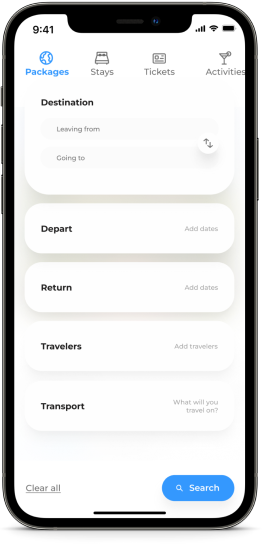 9:41
Packages Stays Tickets Activities
Destination
Leaving from
Going to
Depart Add dates
Return Add dates
Travelers Add travelers
Transport What will you
travel on?
Clear all Search